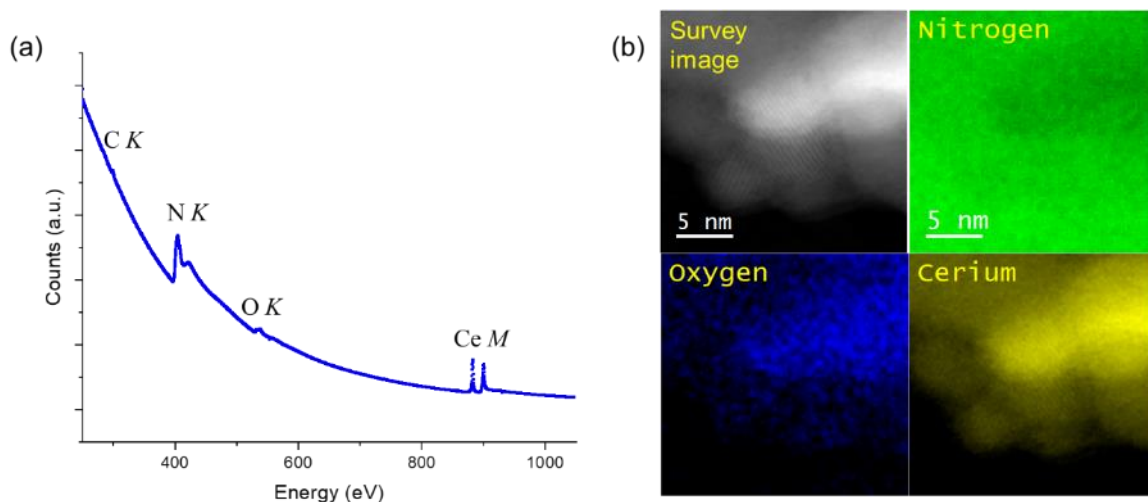 (a)
C K
N K
O K
Ce M
Counts (a.u.)
400
600
800
1000
Energy (eV)
(b)
Survey
image
5 nm
Nitrogen
5 nm
Oxygen
Cerium